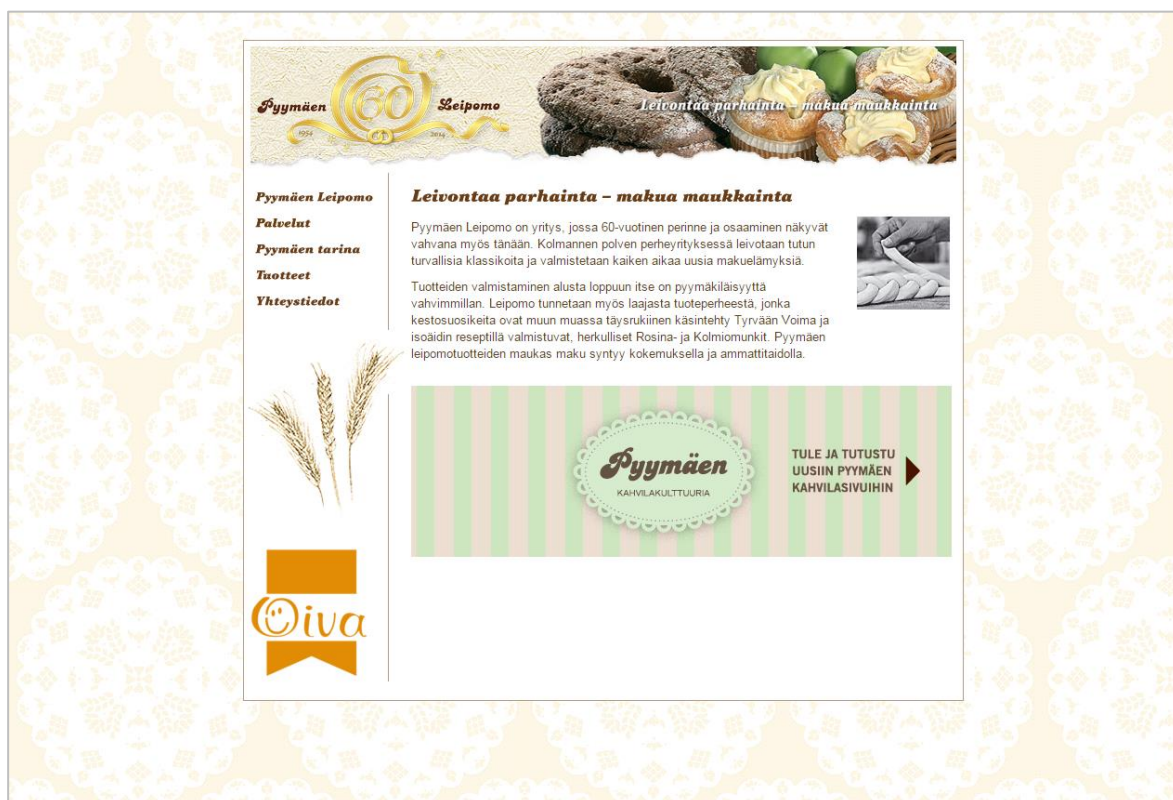 Pyymäen 60 Leipomo
1954 2014
Leivontaa parhainta – makua maukkainta
Pyymäen Leipomo
Palvelut
Pyymäen tarina
Tuotteet
Yhteystiedot
Leivontaa parhainta – makua maukkainta
Pyymäen Leipomo on yritys, jossa 60-vuotinen perinne ja osaaminen näkyvät
vahvana myös tänään. Kolmannen polven perheyrityksessä leivotaan tutun
turvallisia klassikoita ja valmistetaan kaiken aikaa uusia makuelämyksiä.
Tuotteiden valmistaminen alusta loppuun itse on pyymäkiläisyyttä
vahvimmillan. Leipomo tunnetaan myös laajasta tuoteperheestä, jonka
kestosuosikeita ovat muun muassa täysrukiinen käsintehty Tyrvään Voima ja
isoäidin reseptillä valmistuvat, herkulliset Rosina- ja Kolmiomunkit. Pyymäen
leipomotuotteiden maukas maku syntyy kokemuksella ja ammattitaidolla.
Pyymäen
KAHVILAKULTTUURIA
TULE JA TUTUSTU
UUSIIN PYYMÄEN
KAHVILASIVUIHIN
Oiva